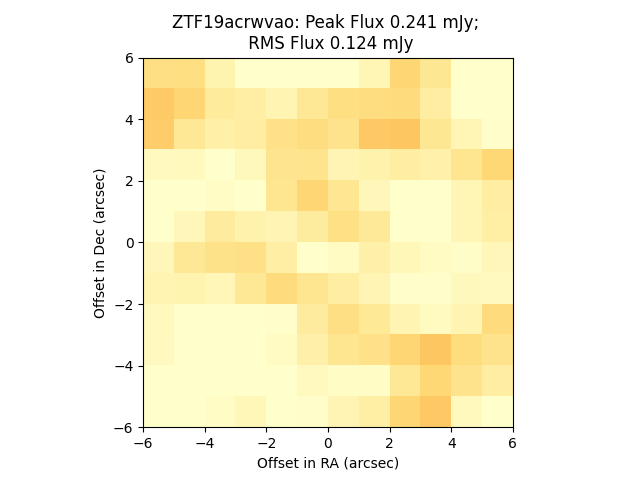 ZTF19acrwvao: Peak Flux 0.241 mJy;
RMS Flux 0.124 mJy
6
4
2
0
−2
−4
−6
Offset in Dec (arcsec)
−6 −4 −2 0 2 4 6
Offset in RA (arcsec)